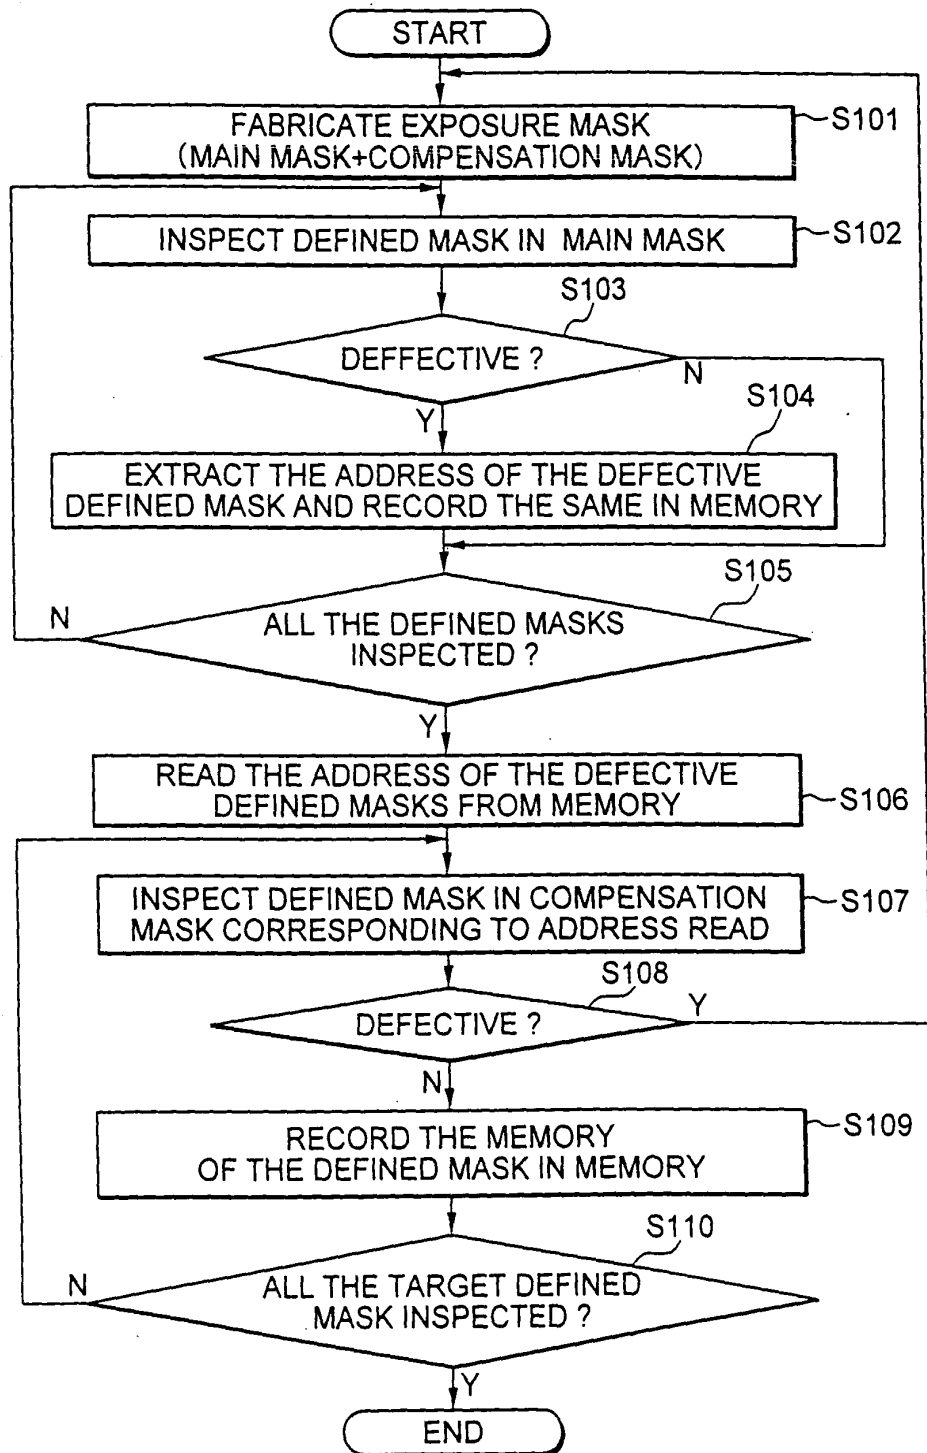 START
FABRICATE EXPOSURE MASK
(MAIN MASK+COMPENSATION MASK)
S101
INSPECT DEFINED MASK IN MAIN MASK
S102
S103
DEFFECTIVE ?
N
Y
S104
EXTRACT THE ADDRESS OF THE DEFECTIVE
DEFINED MASK AND RECORD THE SAME IN MEMORY
S105
N
ALL THE DEFINED MASKS
INSPECTED ?
Y
READ THE ADDRESS OF THE DEFECTIVE
DEFINED MASKS FROM MEMORY
S106
INSPECT DEFINED MASK IN COMPENSATION
MASK CORRESPONDING TO ADDRESS READ
S107
S108
DEFECTIVE ?
Y
N
RECORD THE MEMORY
OF THE DEFINED MASK IN MEMORY
S109
S110
N
ALL THE TARGET DEFINED
MASK INSPECTED ?
Y
END